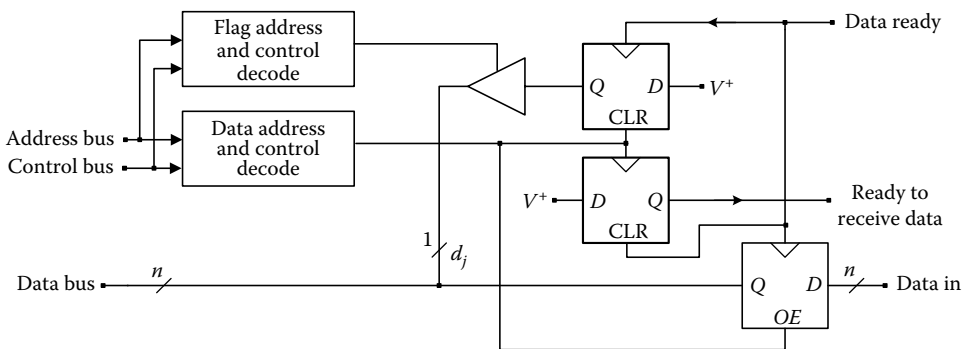 Flag address
and control
decode
Data ready
Q
D
V+
CLR
Address bus
Control bus
Data address
and control
decode
V+
D
Q
CLR
Ready to
receive data
1
dj
Data bus
n
Q
D
n
Data in
OE